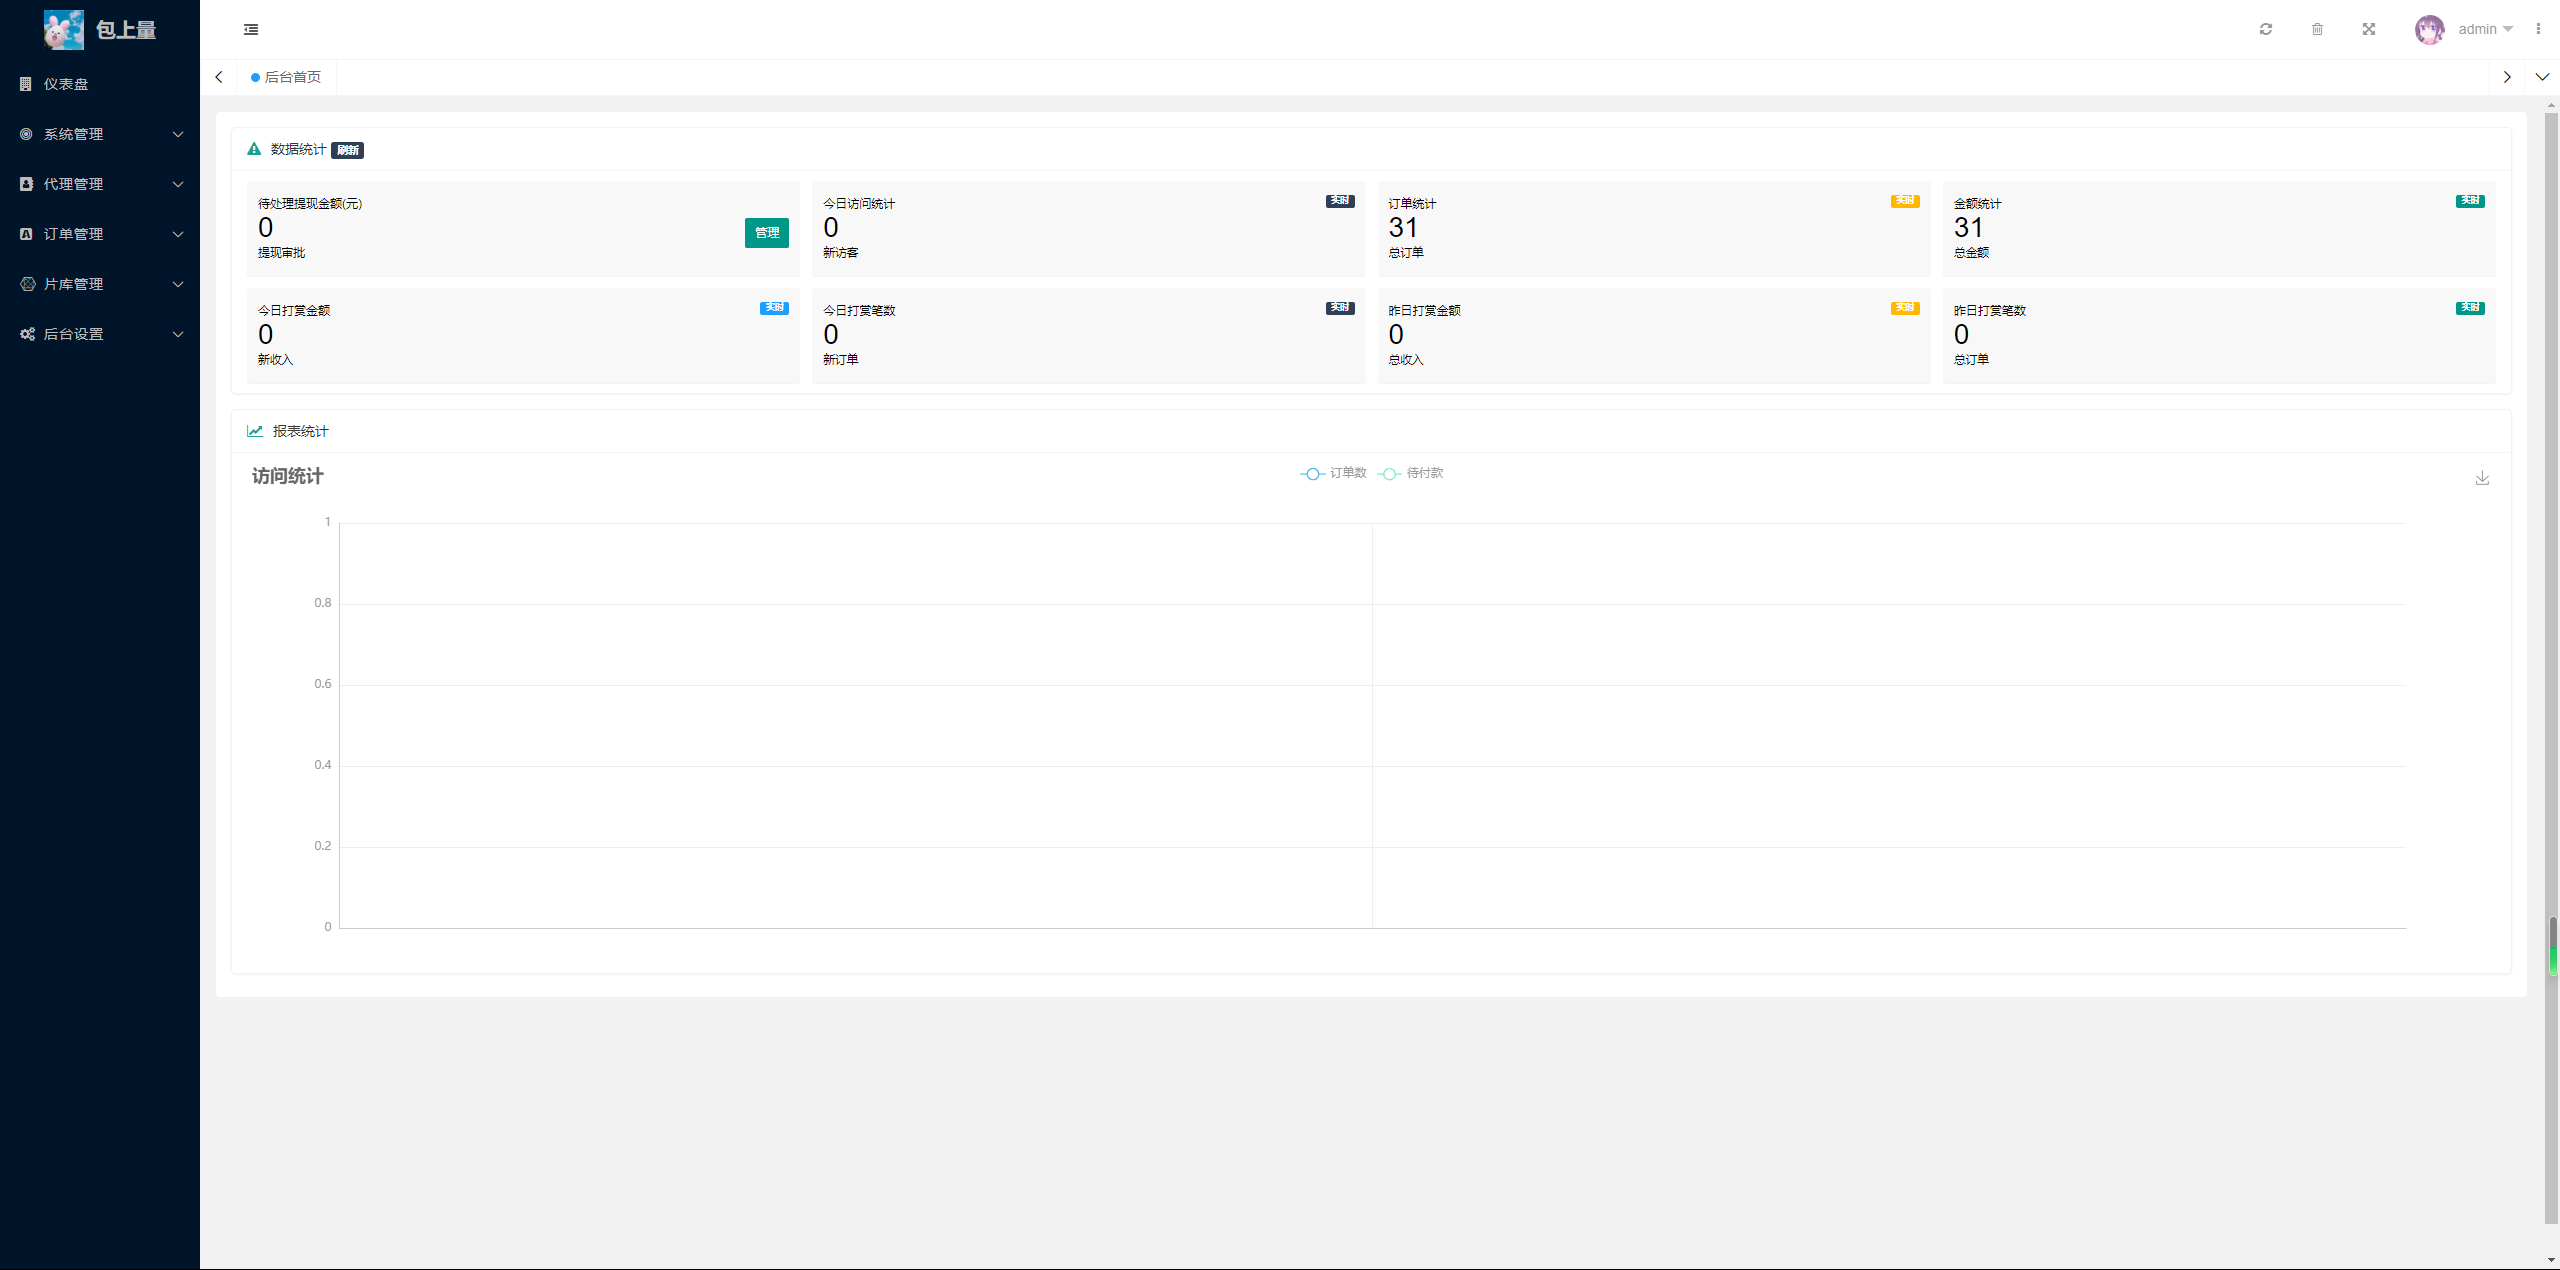 包上量
admin
仪表盘
系统管理
代理管理
订单管理
片库管理
后台设置
后台首页
数据统计 刷新
待处理提现金额(元)
0
提现审批
管理
今日访问统计 实时
0
新访客
订单统计 实时
31
总订单
金额统计 实时
31
总金额
今日打赏金额 实时
0
新收入
今日打赏笔数 实时
0
新订单
昨日打赏金额 实时
0
总收入
昨日打赏笔数 实时
0
总订单
报表统计
访问统计
订单数 待付款
1
0.8
0.6
0.4
0.2
0